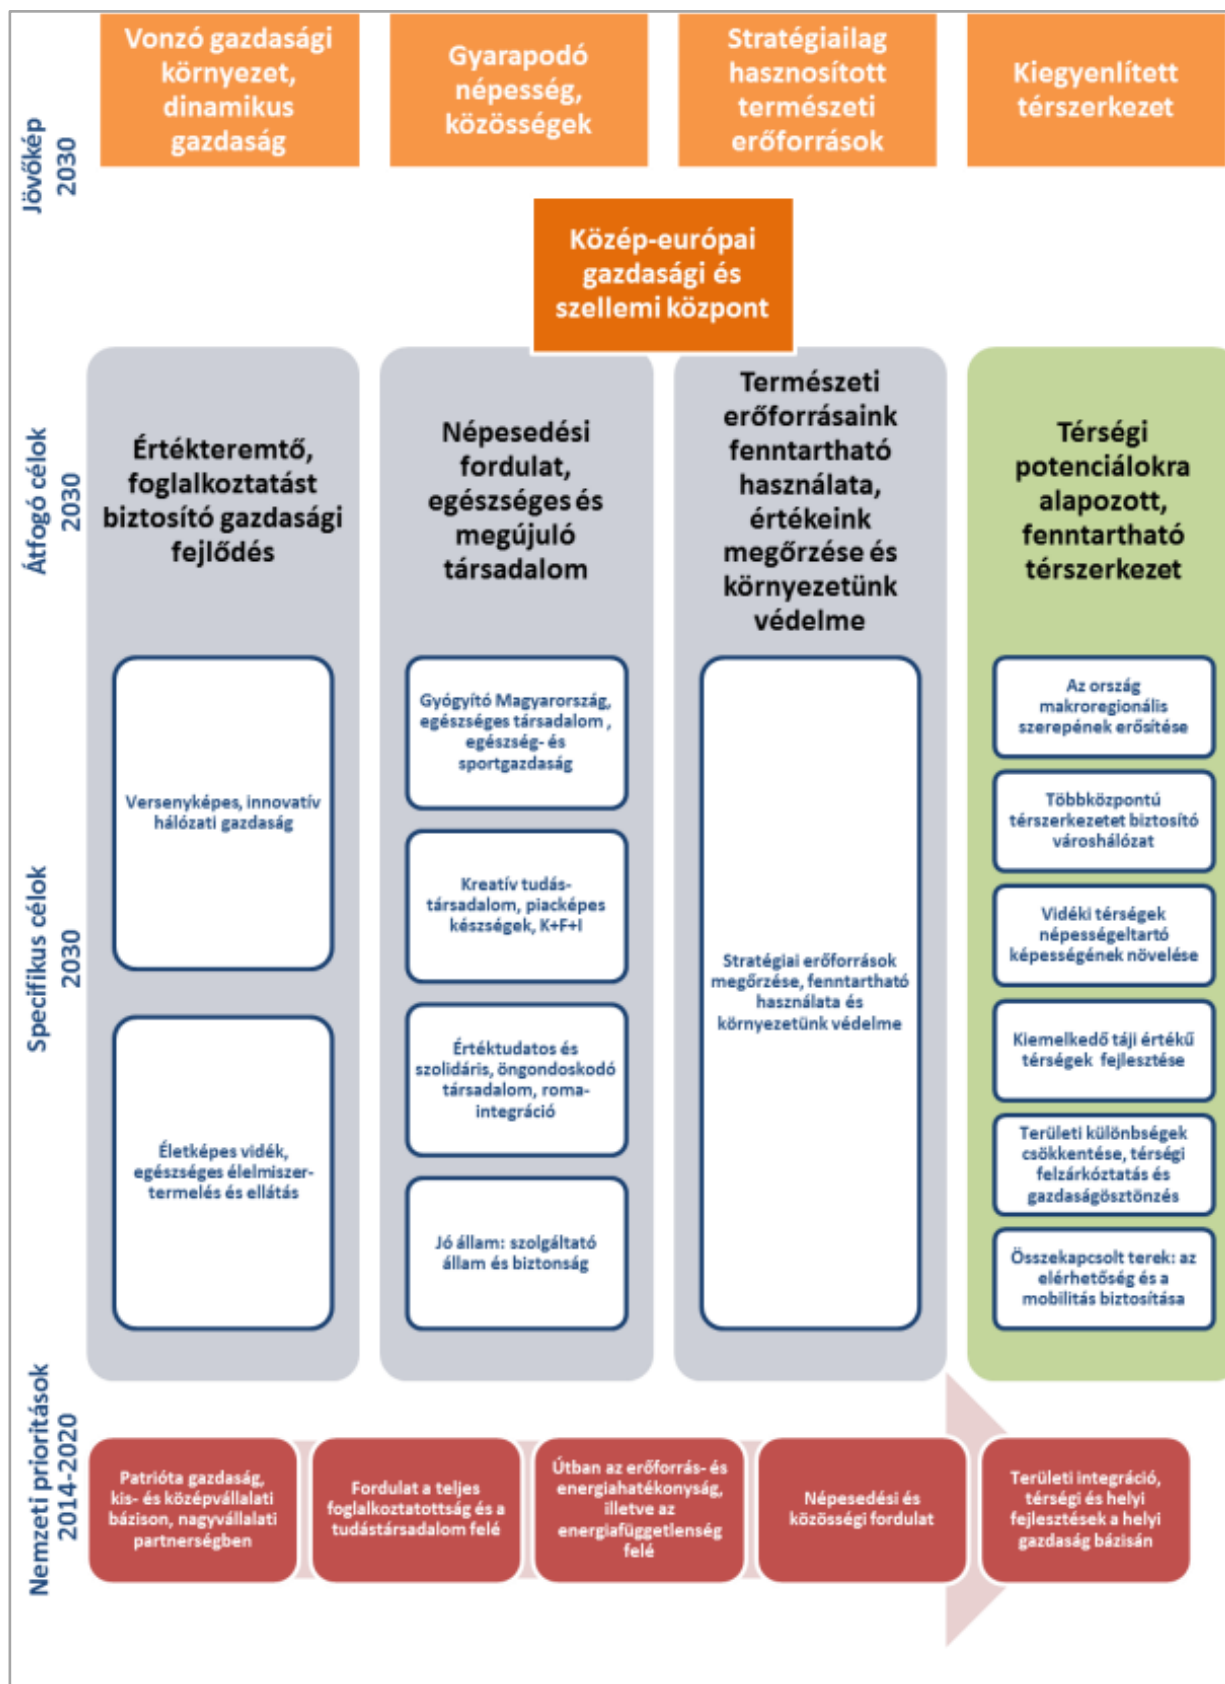 Jövőkép
2030
Vonzó gazdasági
környezet,
dinamikus
gazdaság
Gyarapodó
népesség,
közösségek
Stratégiailag
hasznosított
természeti
erőforrások
Kiegyenlített
térszerkezet
Közép-európai
gazdasági és
szellemi központ
Átfogó célok
2030
Értékteremtő,
foglalkoztatást
biztosító gazdasági
fejlődés
Népesedési
fordulat,
egészséges és
megújuló
társadalom
Természeti
erőforrásaink
fenntartható
használata,
értékeink
megőrzése és
környezetünk
védelme
Térségi
potenciálokra
alapozott,
fenntartható
térszerkezet
Specifikus célok
2030
Versenyképes, innovatív
hálózati gazdaság
Életképes vidék,
egészséges élelmiszer-
termelés és ellátás
Gyógyító Magyarország,
egészséges társadalom ,
egészség- és
sportgazdaság
Kreatív tudás-
társadalom, piacképes
készségek, K+F+I
Értéktudatos és
szolidáris, öngondoskodó
társadalom, roma-
integráció
Jó állam: szolgáltató
állam és biztonság
Stratégiai erőforrások
megőrzése, fenntartható
használata és
környezetünk védelme
Az ország
makroregionális
szerepének erősítése
Többközpontú
térszerkezetet biztosító
városhálózat
Vidéki térségek
népességeltartó
képességének növelése
Kiemelkedő táji értékű
térségek fejlesztése
Területi különbségek
csökkentése, térségi
felzárkóztatás és
gazdaságösztönzés
Összekapcsolt terek: az
elérhetőség és a
mobilitás biztosítása
Nemzeti prioritások
2014-2020
Patrióta gazdaság,
kis- és középvállalati
bázison, nagyvállalati
partnerségben
Fordulat a teljes
foglalkoztatottság és a
tudástársadalom felé
Útban az erőforrás- és
energiahatékonyság,
illetve az
energiafüggetlenség
felé
Népesedési és
közösségi fordulat
Területi integráció,
térségi és helyi
fejlesztések a helyi
gazdaság bázisán